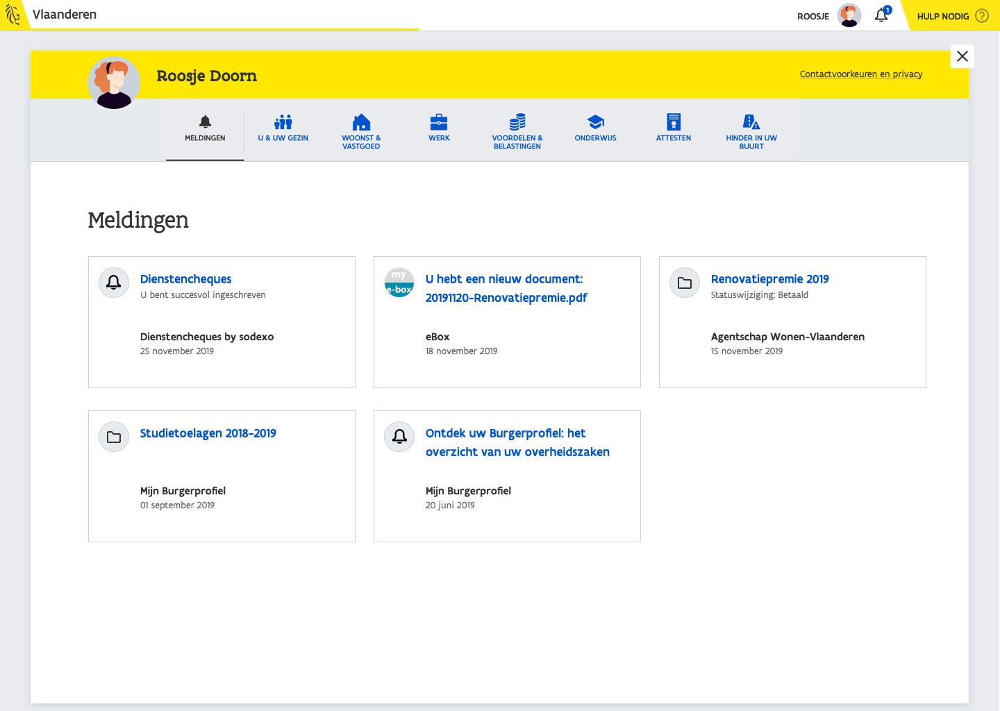 Vlaanderen
ROOSJE
1
HULP NODIG
Roosje Doorn
Contactvoorkeuren en privacy
MELDINGEN
U & UW GEZIN
WOONST &
VASTGOED
WERK
VOORDELEN &
BELASTINGEN
ONDERWIJS
ATTESTEN
HINDER IN UW
BUURT
Meldingen
Dienstencheques
U bent succesvol ingeschreven
Dienstencheques by sodexo
25 november 2019
my
e-box
U hebt een nieuw document:
20191120-Renovatiepremie.pdf
eBox
18 november 2019
Renovatiepremie 2019
Statuswijziging: Betaald
Agentschap Wonen-Vlaanderen
15 november 2019
Studietoelagen 2018-2019
Mijn Burgerprofiel
01 september 2019
Ontdek uw Burgerprofiel: het
overzicht van uw overheidszaken
Mijn Burgerprofiel
20 juni 2019